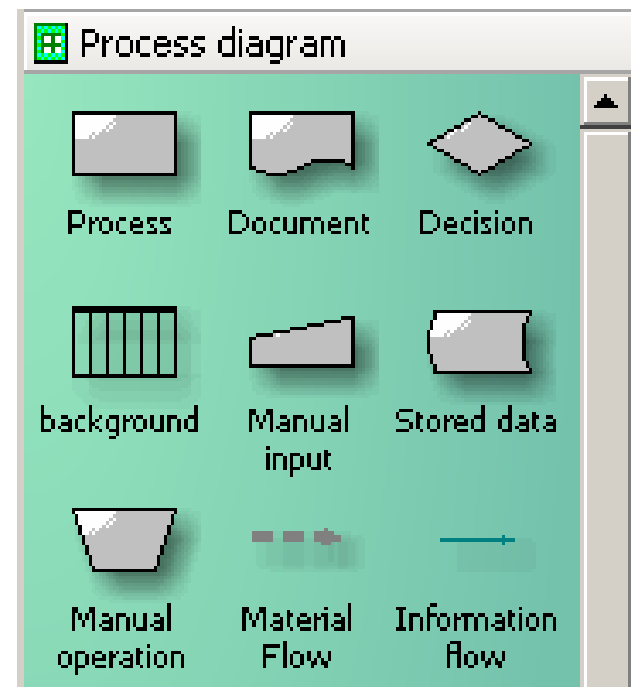 Process diagram
Process
Document
Decision
background
Manual
input
Stored data
Manual
operation
Material
Flow
Information
flow